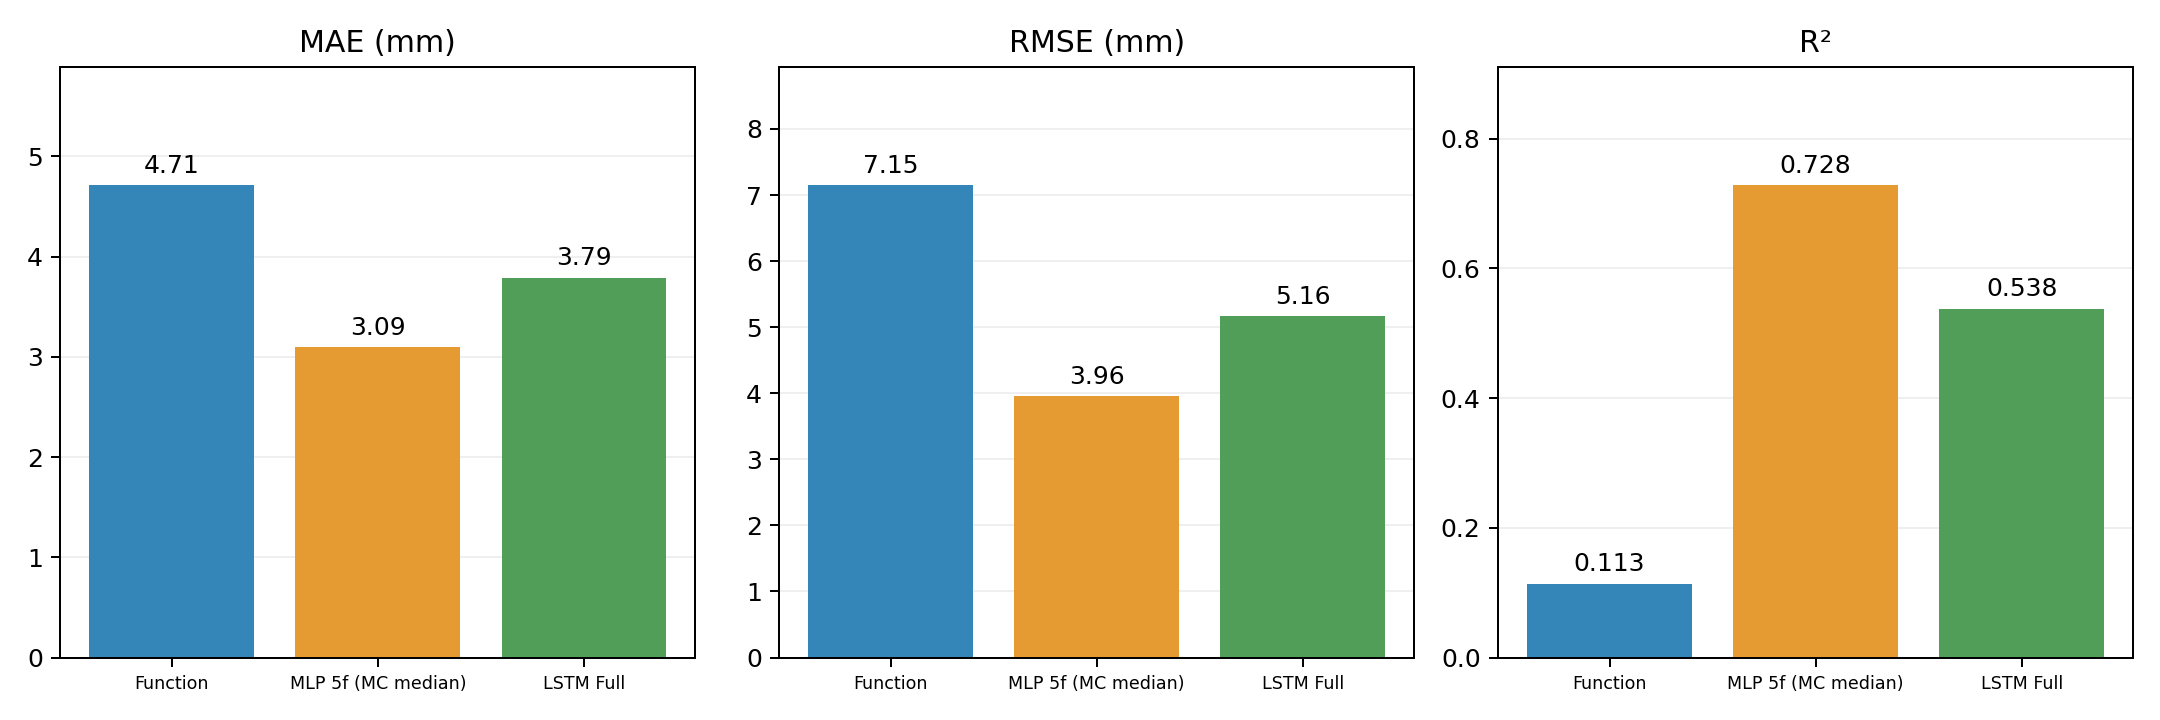 MAE (mm)
5
4
3
2
1
0
4.71
3.09
3.79
Function
MLP 5f (MC median)
LSTM Full
RMSE (mm)
8
7
6
5
4
3
2
1
0
7.15
3.96
5.16
Function
MLP 5f (MC median)
LSTM Full
R²
0.8
0.6
0.4
0.2
0.0
0.113
0.728
0.538
Function
MLP 5f (MC median)
LSTM Full